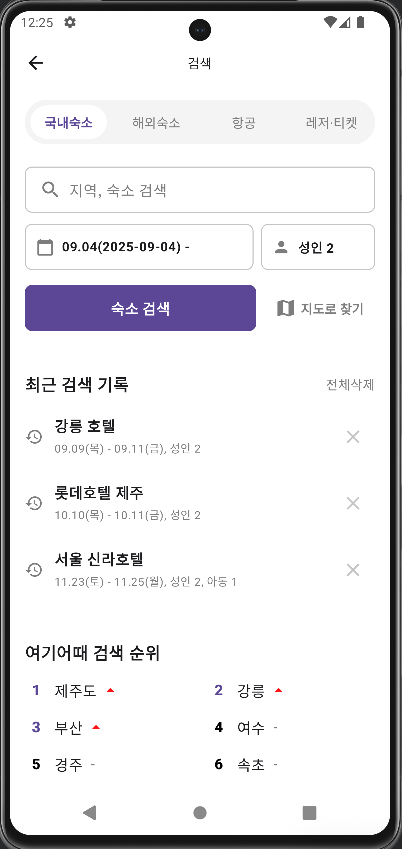 12:25
검색
국내숙소 해외숙소 항공 레저·티켓
지역, 숙소 검색
09.04(2025-09-04) - 성인 2
숙소 검색 지도로 찾기
최근 검색 기록 전체삭제
강릉 호텔
09.09(목) - 09.11(금), 성인 2
롯데호텔 제주
10.10(목) - 10.11(금), 성인 2
서울 신라호텔
11.23(토) - 11.25(월), 성인 2, 아동 1
여기어때 검색 순위
1 제주도 2 강릉
3 부산 4 여수 -
5 경주 - 6 속초 -